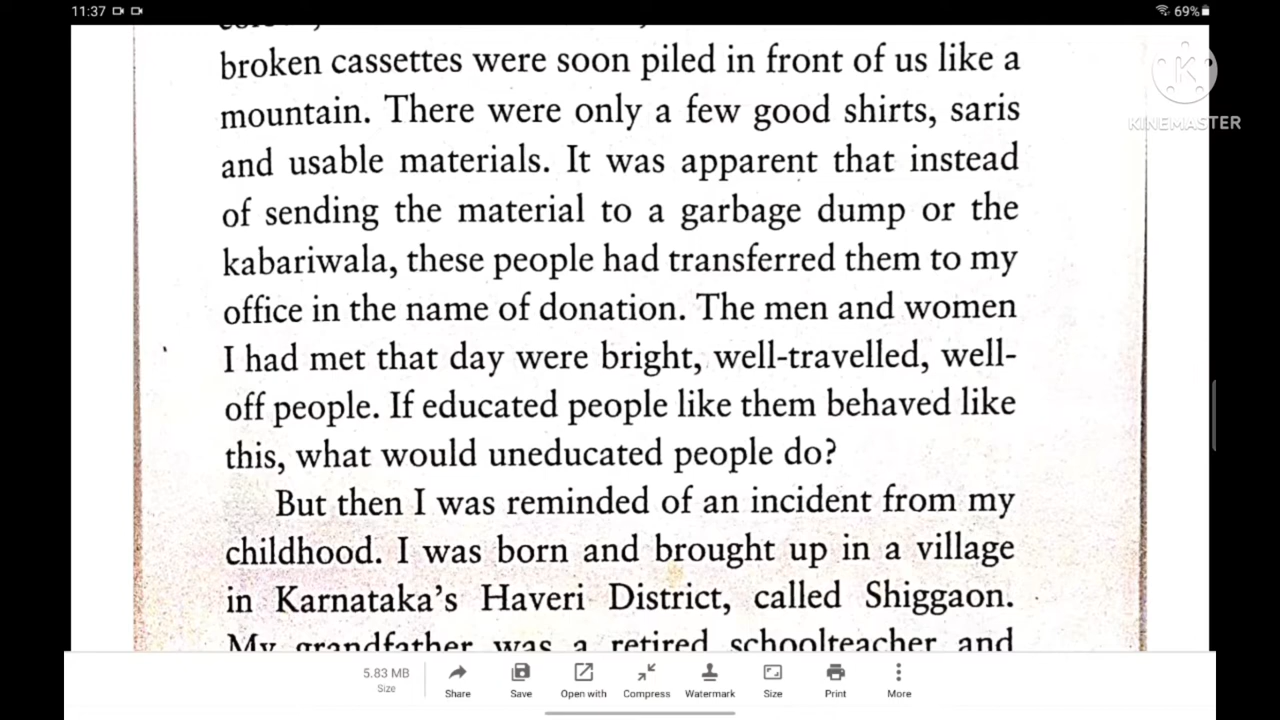 11:37
69%
broken cassettes were soon piled in front of us like a
mountain. There were only a few good shirts, saris
and usable materials. It was apparent that instead
of sending the material to a garbage dump or the
kabariwala, these people had transferred them to my
office in the name of donation. The men and women
I had met that day were bright, well-travelled, well-
off people. If educated people like them behaved like
this, what would uneducated people do?
But then I was reminded of an incident from my
childhood. I was born and brought up in a village
in Karnataka's Haveri District, called Shiggaon.
My grandfather was a retired schoolteacher and
K
KINEMASTER
5.83 MB
Size
Share
Save
Open with
Compress
Watermark
Size
Print
More